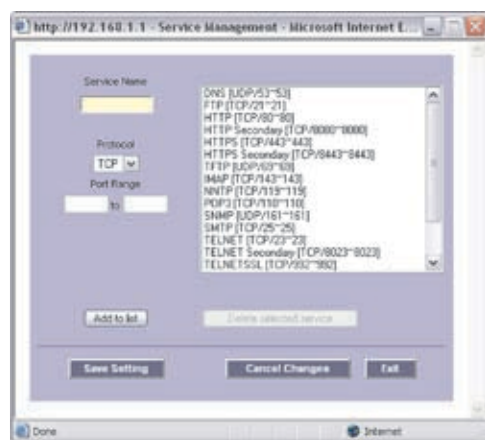 http://192.168.1.1 - Service Management - Microsoft Internet E...
Service Name
Protocol
TCP
Port Range
to
DNS [UDP/53~53]
FTP [TCP/21~21]
HTTP [TCP/80~80]
HTTP Secondary [TCP/8080~8080]
HTTPS [TCP/443~443]
HTTPS Secondary [TCP/8443~8443]
TFTP [UDP/69~69]
IMAP [TCP/143~143]
NNTP [TCP/119~119]
POP3 [TCP/110~110]
SNMP [UDP/161~161]
SMTP [TCP/25~25]
TELNET [TCP/23~23]
TELNET Secondary [TCP/8023~8023]
TELNETSSL [TCP/992~992]
Add to list
Delete selected service
Save Setting
Cancel Changes
Exit
Done
Internet